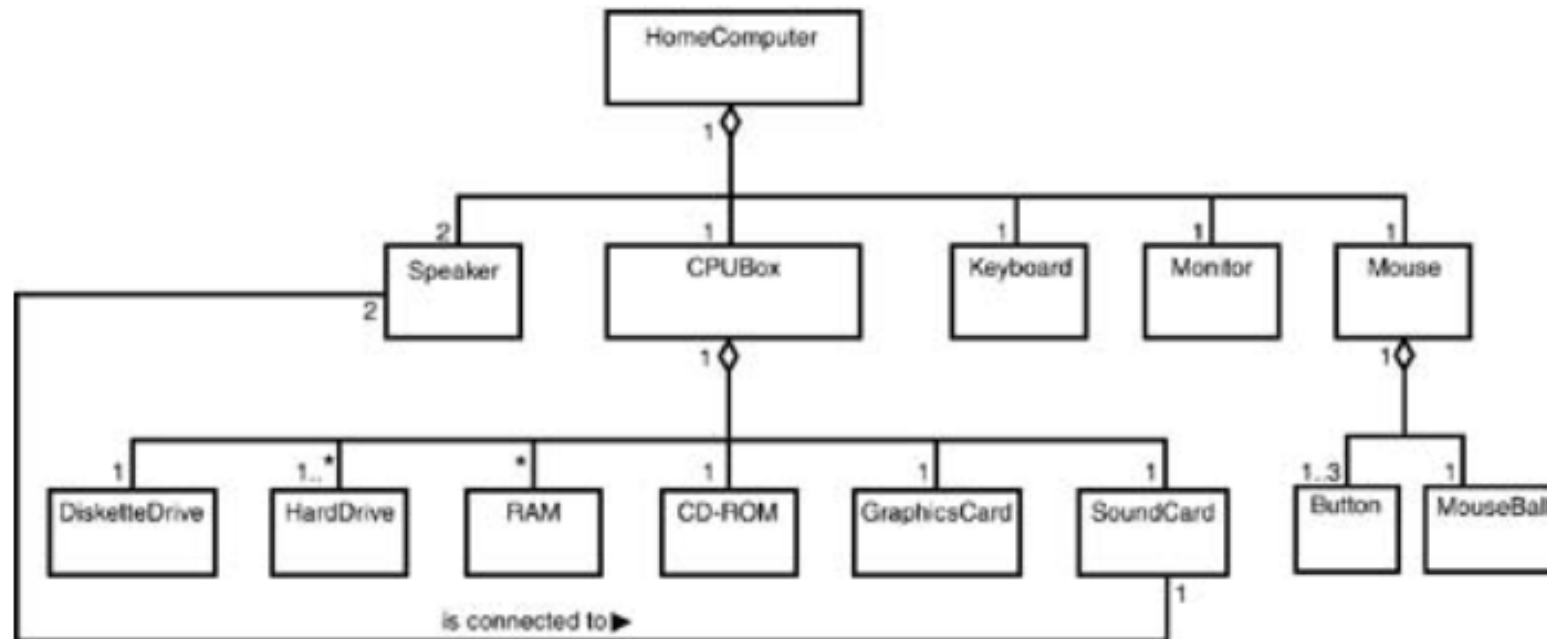 HomeComputer
1
2
1
1
1
1
Speaker
CPUBox
Keyboard
Monitor
Mouse
2
1
1
1
1..*
*
1
1
1
1..3
1
DisketteDrive
HardDrive
RAM
CD-ROM
GraphicsCard
SoundCard
Button
MouseBall
1
is connected to ▶